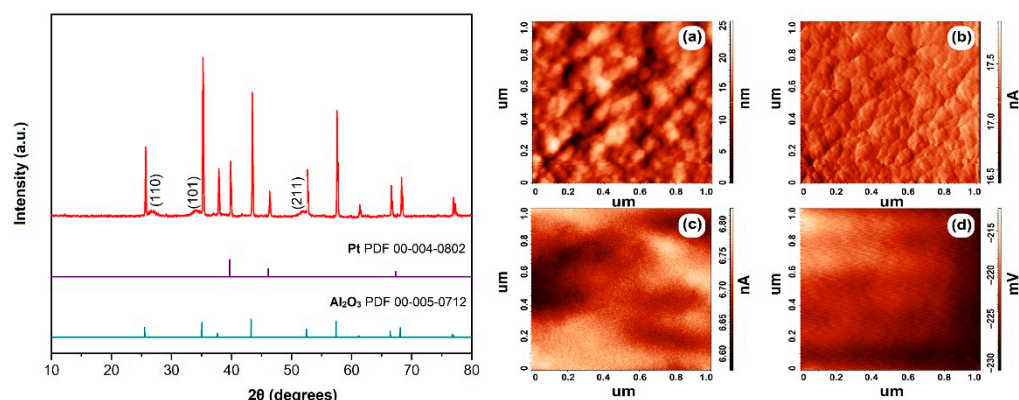 Intensity (a.u.)
(110)
(101)
(211)
Pt PDF 00-004-0802
Al₂O₃ PDF 00-005-0712
10 20 30 40 50 60 70 80
2θ (degrees)
(a)
um
0 0.2 0.4 0.6 0.8 1.0
0.2 0.4 0.6 0.8 1.0
um
0 5 10 15 20 25
nm
(b)
um
0 0.2 0.4 0.6 0.8 1.0
0.2 0.4 0.6 0.8 1.0
um
16.5 17.0 17.5
nA
(c)
um
0 0.2 0.4 0.6 0.8 1.0
0.2 0.4 0.6 0.8 1.0
um
6.60 6.65 6.70 6.75 6.80
nA
(d)
um
0 0.2 0.4 0.6 0.8 1.0
0.2 0.4 0.6 0.8 1.0
um
−230 −225 −220 −215
mV